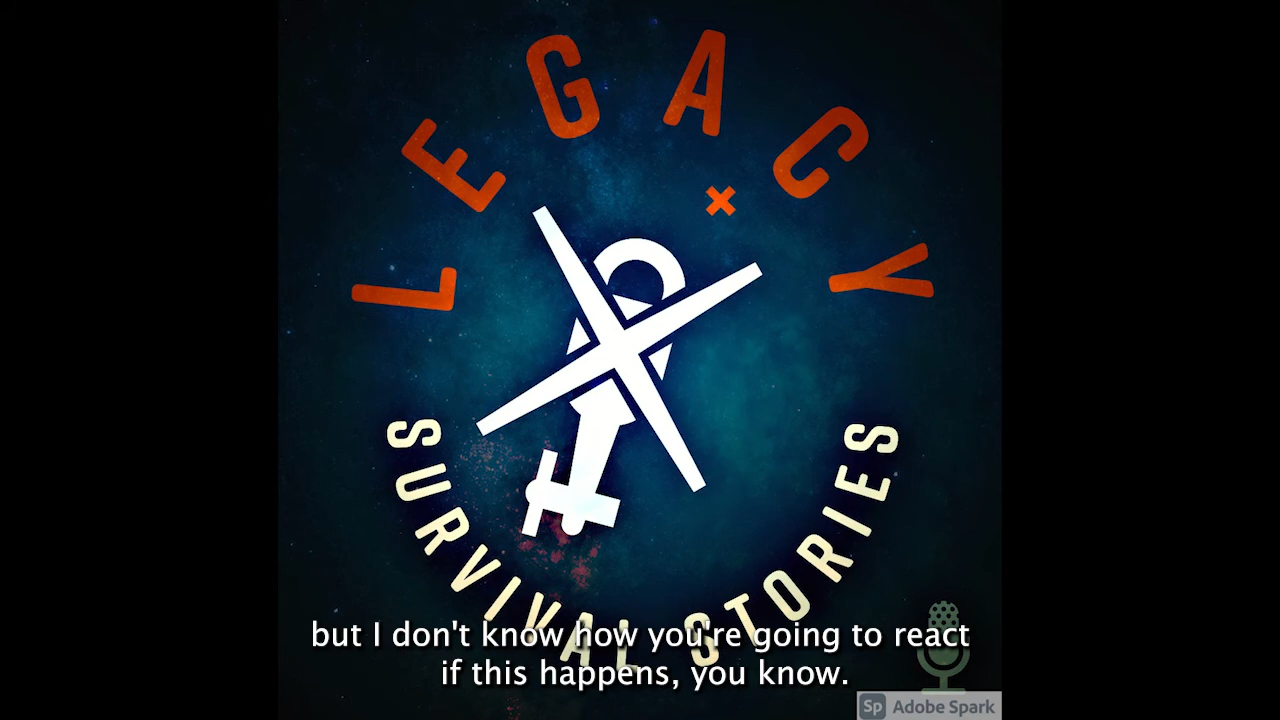 LEGACY
SURVIVAL STORIES
but I don't know how you're going to react
if this happens, you know.
Sp Adobe Spark